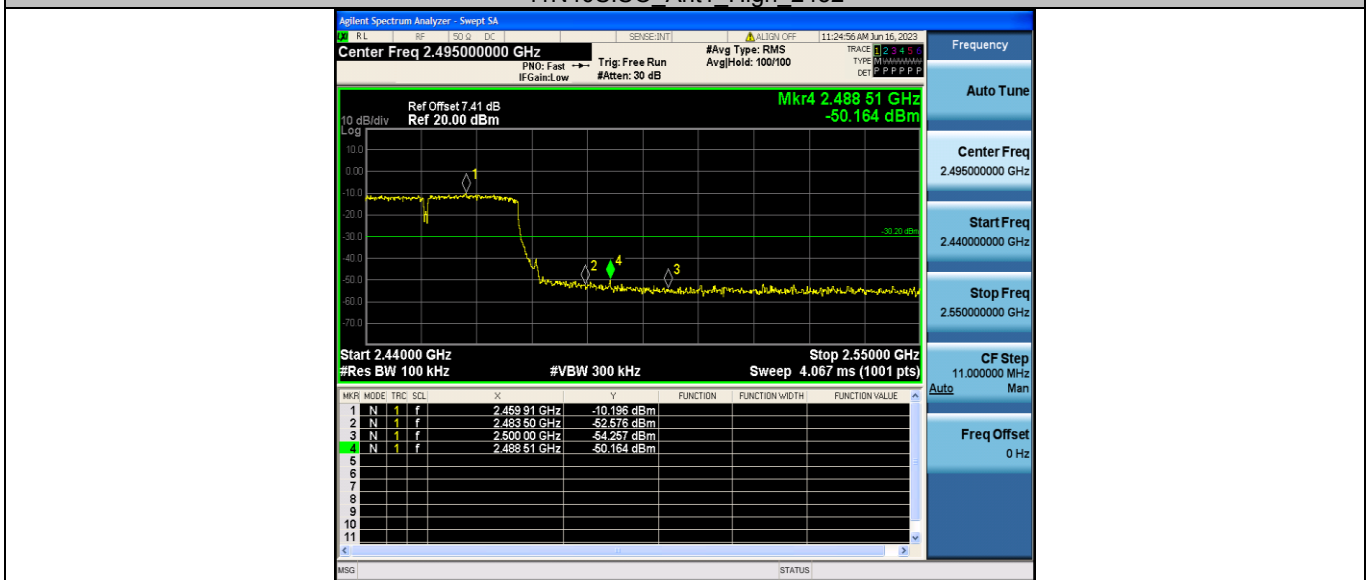 Agilent Spectrum Analyzer - Swept SA
RL RF 50 Ω DC SENSE:INT ALIGN OFF 11:24:56 AM Jun 16, 2023
Center Freq 2.495000000 GHz
PNO: Fast
IFGain:Low
Trig: Free Run
#Atten: 30 dB
#Avg Type: RMS
Avg|Hold: 100/100
TRACE 1 2 3 4 5 6
TYPE M
DET P P P P P P
Frequency
Auto Tune
Center Freq
2.495000000 GHz
Start Freq
2.440000000 GHz
Stop Freq
2.550000000 GHz
CF Step
11.000000 MHz
Auto Man
Freq Offset
0 Hz
Mkr4 2.488 51 GHz
-50.164 dBm
Ref Offset 7.41 dB
10 dB/div Ref 20.00 dBm
Log
10.0
0.00
-10.0
-20.0
-30.0
-40.0
-50.0
-60.0
-70.0
1
2
4
3
-30.20 dBm
Start 2.44000 GHz Stop 2.55000 GHz
#Res BW 100 kHz #VBW 300 kHz Sweep 4.067 ms (1001 pts)
MKR MODE TRC SCL X Y FUNCTION FUNCTION WIDTH FUNCTION VALUE
1 N 1 f 2.459 91 GHz -10.196 dBm
2 N 1 f 2.483 50 GHz -52.576 dBm
3 N 1 f 2.500 00 GHz -54.257 dBm
4 N 1 f 2.488 51 GHz -50.164 dBm
5
6
7
8
9
10
11
MSG STATUS